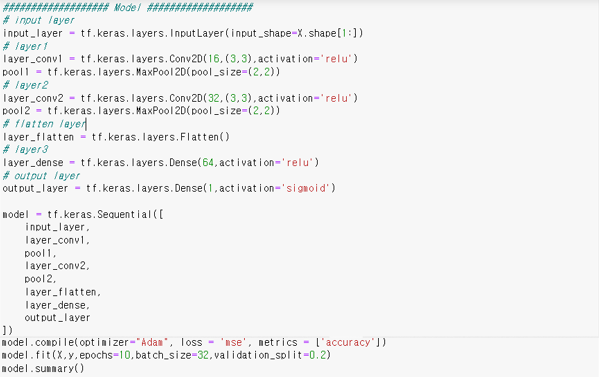 ################### Model ###################
# input layer
input_layer = tf.keras.layers.InputLayer(input_shape=X.shape[1:])
# layer1
layer_conv1 = tf.keras.layers.Conv2D(16,(3,3),activation='relu')
pool1 = tf.keras.layers.MaxPool2D(pool_size=(2,2))
# layer2
layer_conv2 = tf.keras.layers.Conv2D(32,(3,3),activation='relu')
pool2 = tf.keras.layers.MaxPool2D(pool_size=(2,2))
# flatten layer
layer_flatten = tf.keras.layers.Flatten()
# layer3
layer_dense = tf.keras.layers.Dense(64,activation='relu')
# output layer
output_layer = tf.keras.layers.Dense(1,activation='sigmoid')

model = tf.keras.Sequential([
    input_layer,
    layer_conv1,
    pool1,
    layer_conv2,
    pool2,
    layer_flatten,
    layer_dense,
    output_layer
])
model.compile(optimizer="Adam", loss = 'mse', metrics = ['accuracy'])
model.fit(X,y,epochs=10,batch_size=32,validation_split=0.2)
model.summary()